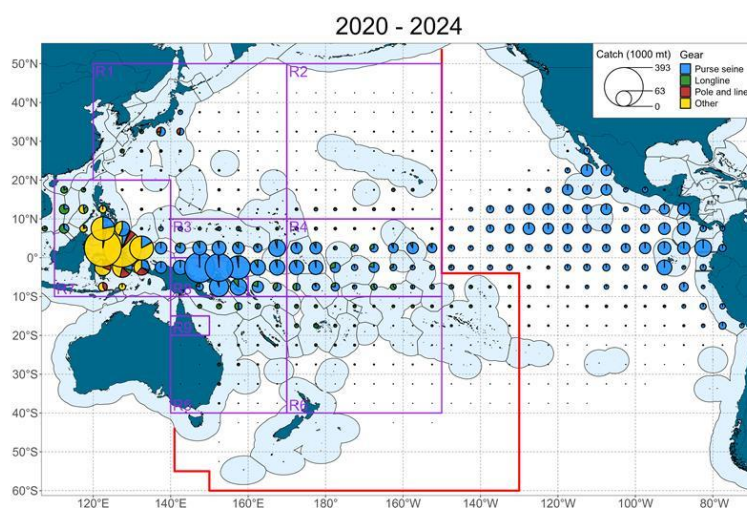 2020 - 2024
Catch (1000 mt)
393
63
0
Gear
Purse seine
Longline
Pole and line
Other
50°N
40°N
30°N
20°N
10°N
0°
10°S
20°S
30°S
40°S
50°S
60°S
R1
R2
R3
R4
R5
R6
120°E
140°E
160°E
180°
160°W
140°W
120°W
100°W
80°W